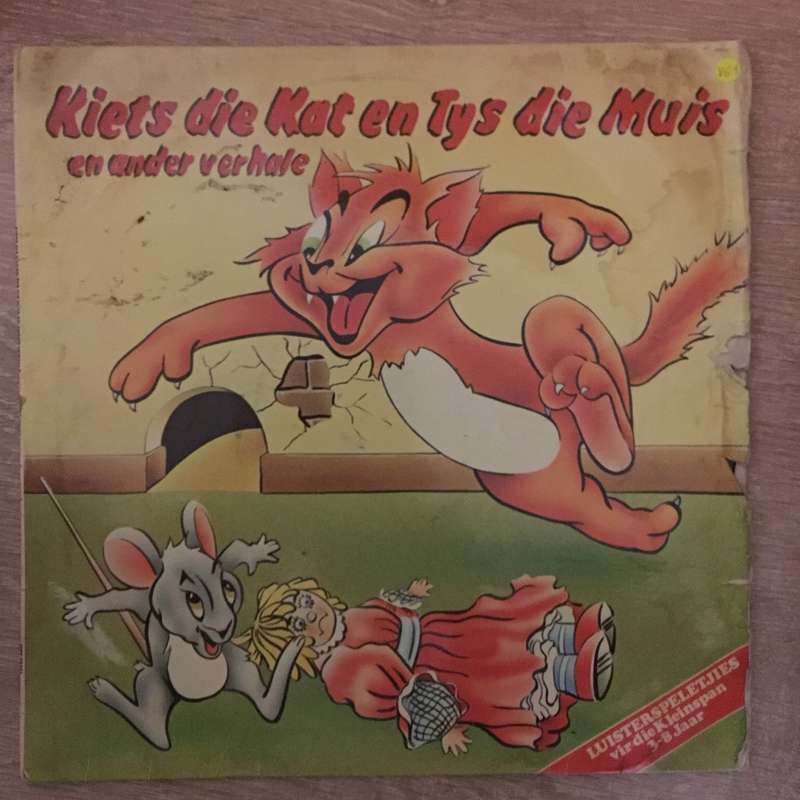 Kiets die Kat en Tys die Muis
en ander verhale
LUISTERSPELETJIES
vir die Kleinspan
3-8 Jaar